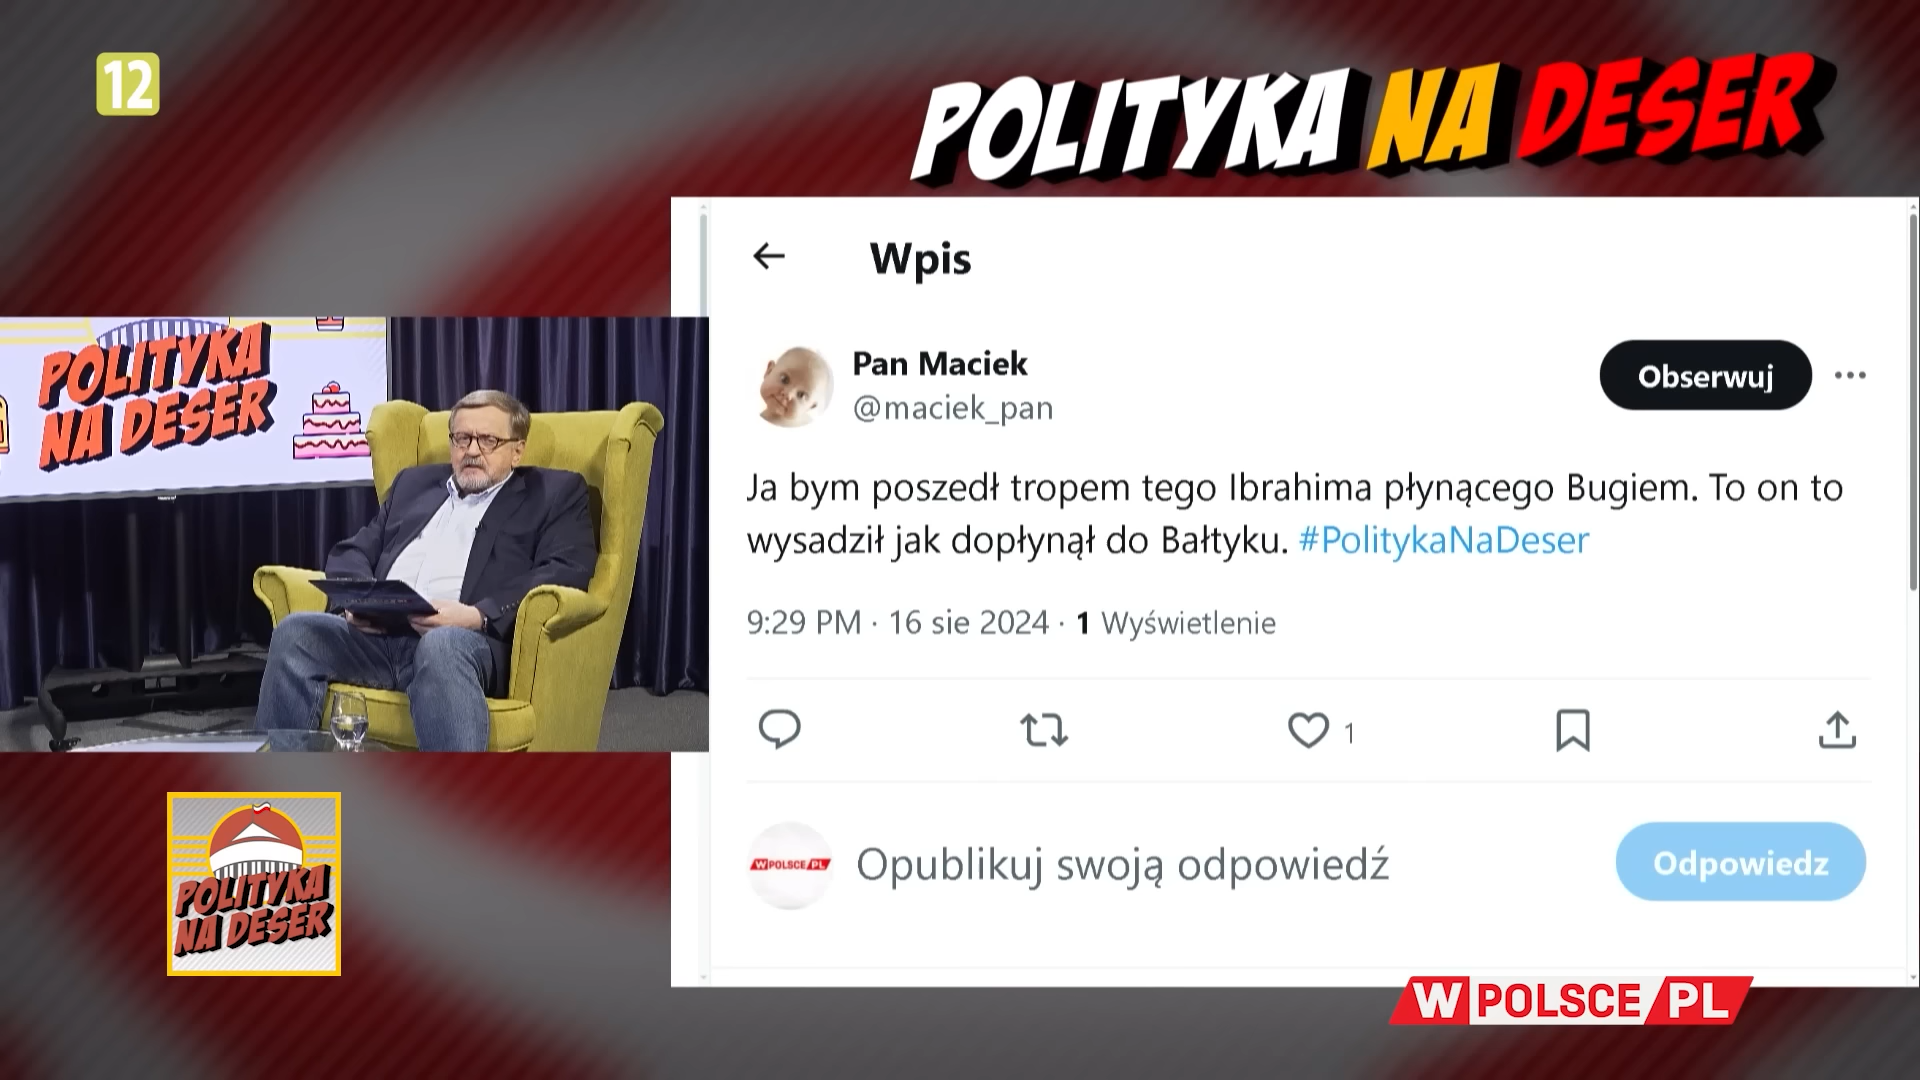 12
POLITYKA NA DESER
Wpis
Pan Maciek
@maciek_pan
Obserwuj
Ja bym poszedł tropem tego Ibrahima płynącego Bugiem. To on to
wysadził jak dopłynął do Bałtyku. #PolitykaNaDeser
9:29 PM · 16 sie 2024 · 1 Wyświetlenie
1
WPOLSCE/PL
Opublikuj swoją odpowiedź
Odpowiedz
POLITYKA
NA DESER
POLITYKA
NA DESER
WPOLSCE/PL